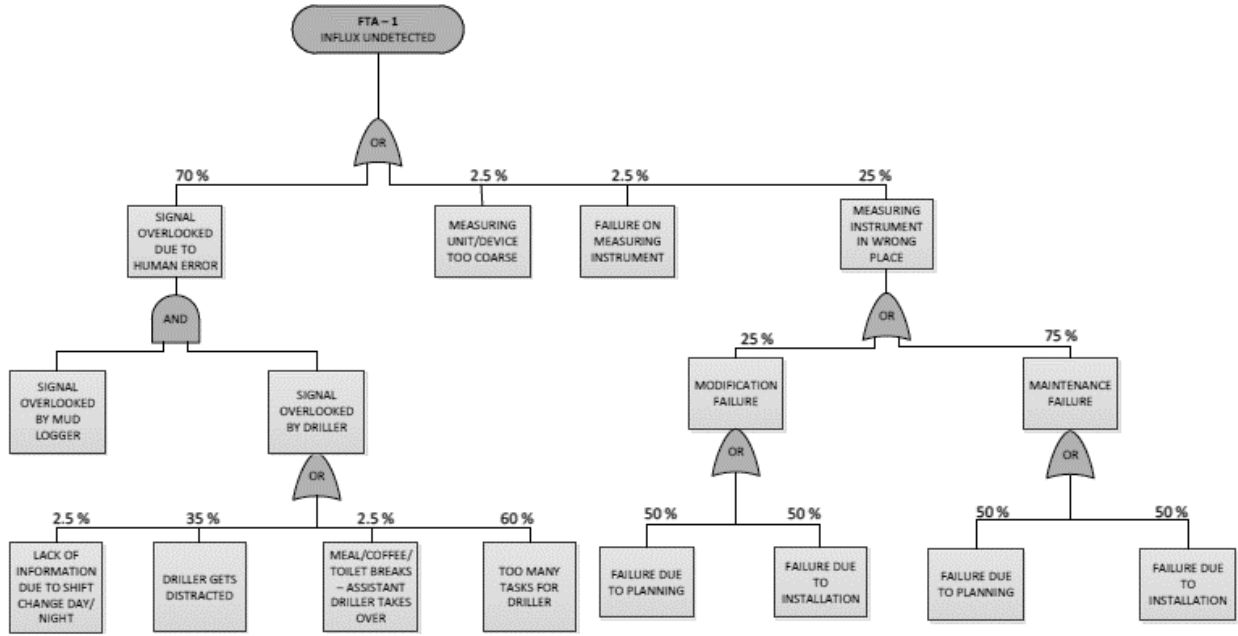 FTA – 1
INFLUX UNDETECTED
OR
70 %
2.5 %
2.5 %
25 %
SIGNAL
OVERLOOKED
DUE TO
HUMAN ERROR
MEASURING
UNIT/DEVICE
TOO COARSE
FAILURE ON
MEASURING
INSTRUMENT
MEASURING
INSTRUMENT
IN WRONG
PLACE
AND
OR
25 %
75 %
SIGNAL
OVERLOOKED
BY MUD
LOGGER
SIGNAL
OVERLOOKED
BY DRILLER
MODIFICATION
FAILURE
MAINTENANCE
FAILURE
OR
OR
OR
2.5 %
35 %
2.5 %
60 %
50 %
50 %
50 %
50 %
LACK OF
INFORMATION
DUE TO SHIFT
CHANGE DAY/
NIGHT
DRILLER GETS
DISTRACTED
MEAL/COFFEE/
TOILET BREAKS
– ASSISTANT
DRILLER TAKES
OVER
TOO MANY
TASKS FOR
DRILLER
FAILURE DUE
TO PLANNING
FAILURE DUE
TO
INSTALLATION
FAILURE DUE
TO PLANNING
FAILURE DUE
TO
INSTALLATION